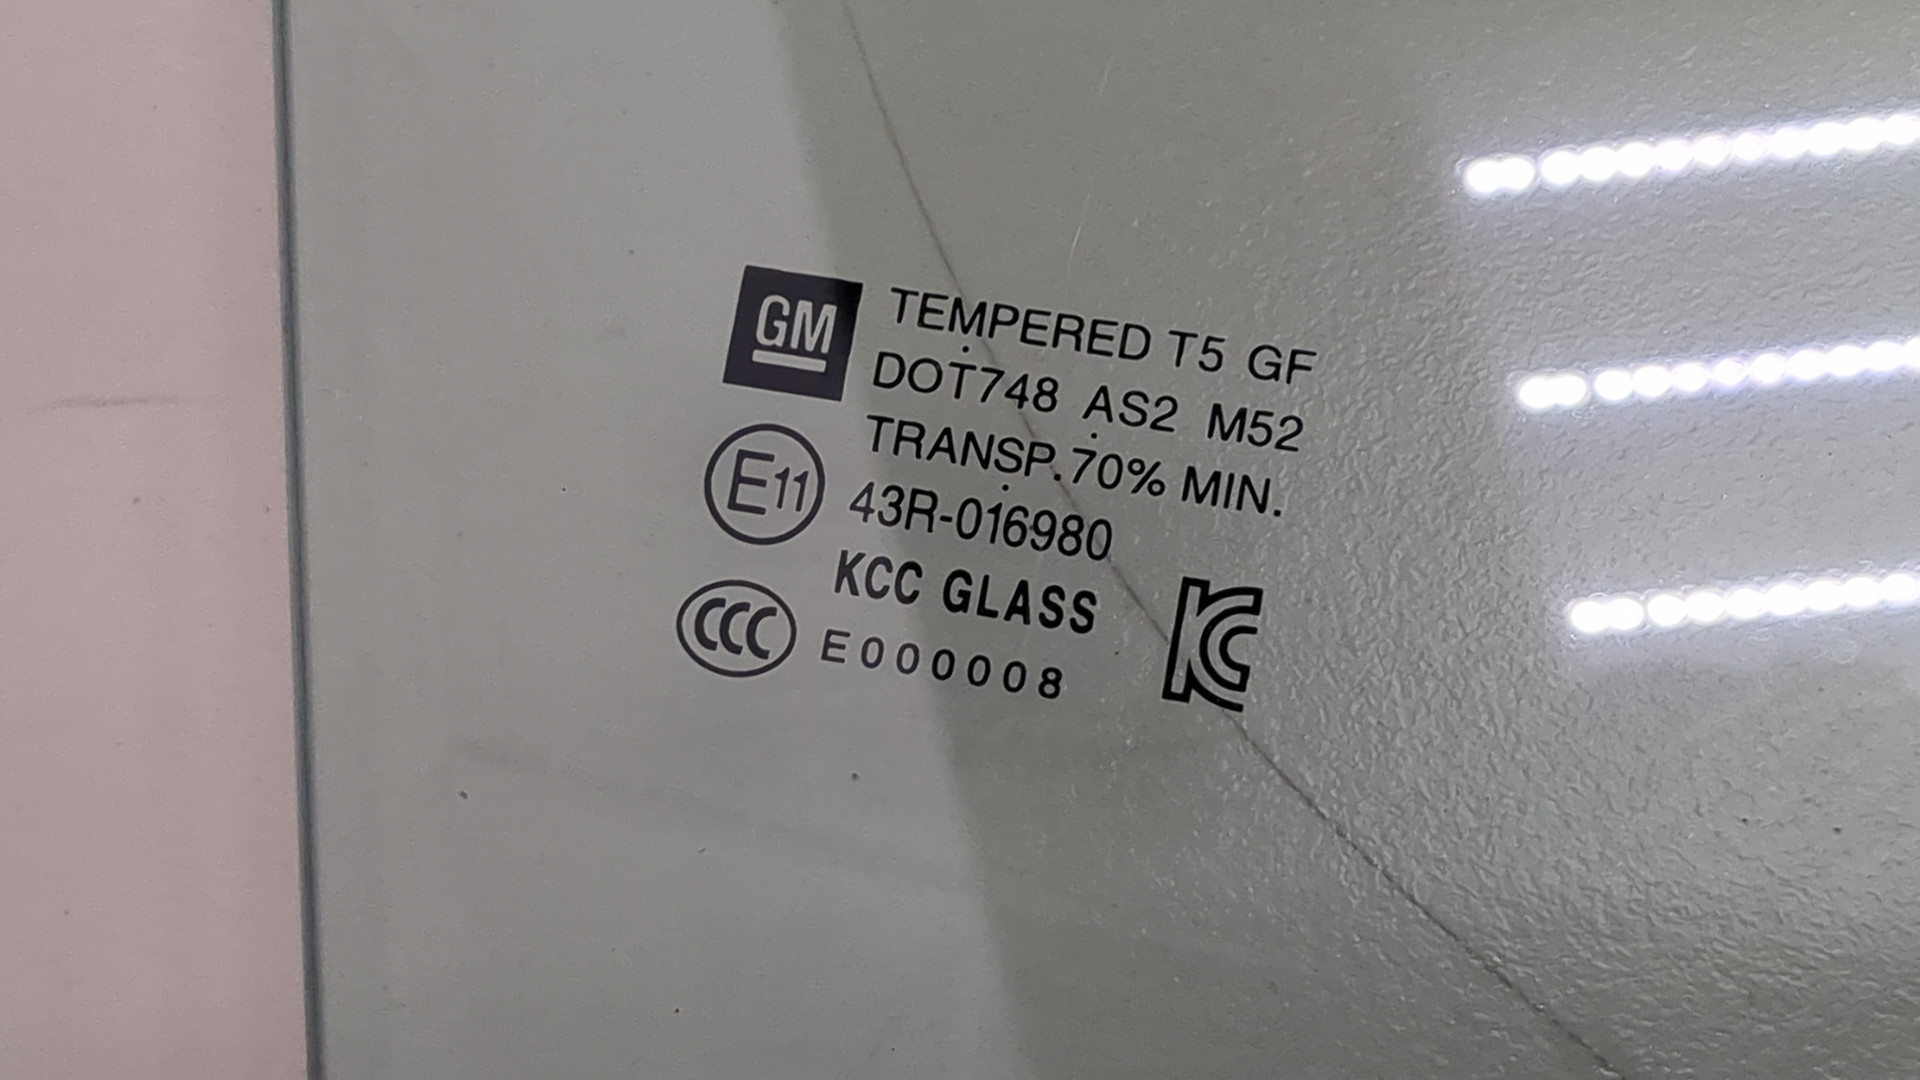 GM TEMPERED T5 GF
DOT748 AS2 M52
TRANSP.70% MIN.
E11 43R-016980
KCC GLASS
CCC E000008 KC